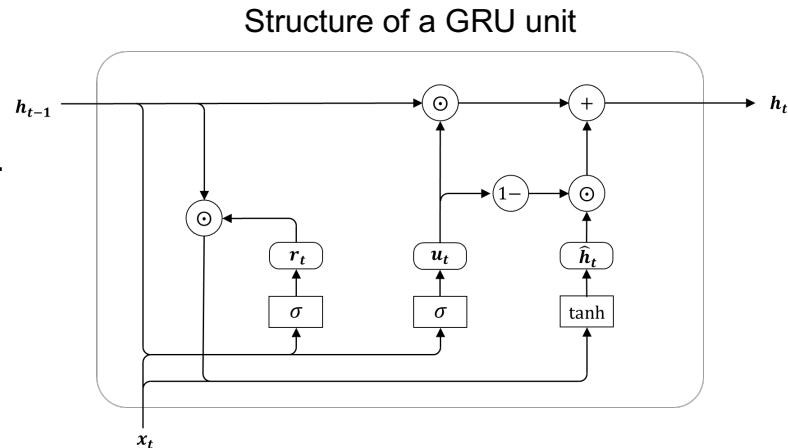 Structure of a GRU unit
h_{t−1} ⊙ + h_t
1− ⊙
⊙
r_t u_t ĥ_t
σ σ tanh
x_t